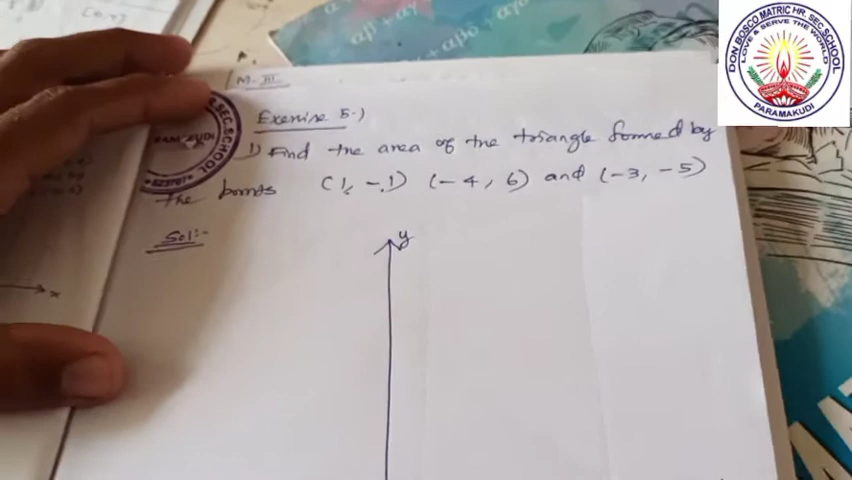 M-III
Exercise 5.1
1) Find the area of the triangle formed by
the points (1, -1) (-4, 6) and (-3, -5)
Sol:-
y
x
DON BOSCO MATRIC HR. SEC. SCHOOL
LOVE & SERVE THE WORLD
PARAMAKUDI